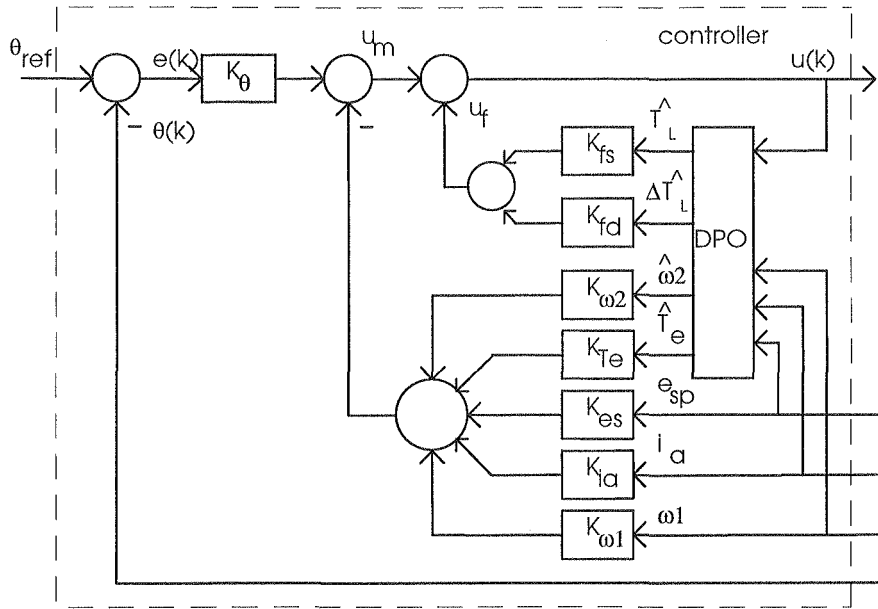 θref
e(k)
Kθ
um
controller
u(k)
– θ(k)
–
uf
Kfs
T^L
Kfd
ΔT^L
DPO
Kω2
ω̂2
KTe
T̂e
Kes
esp
Kia
ia
Kω1
ω1